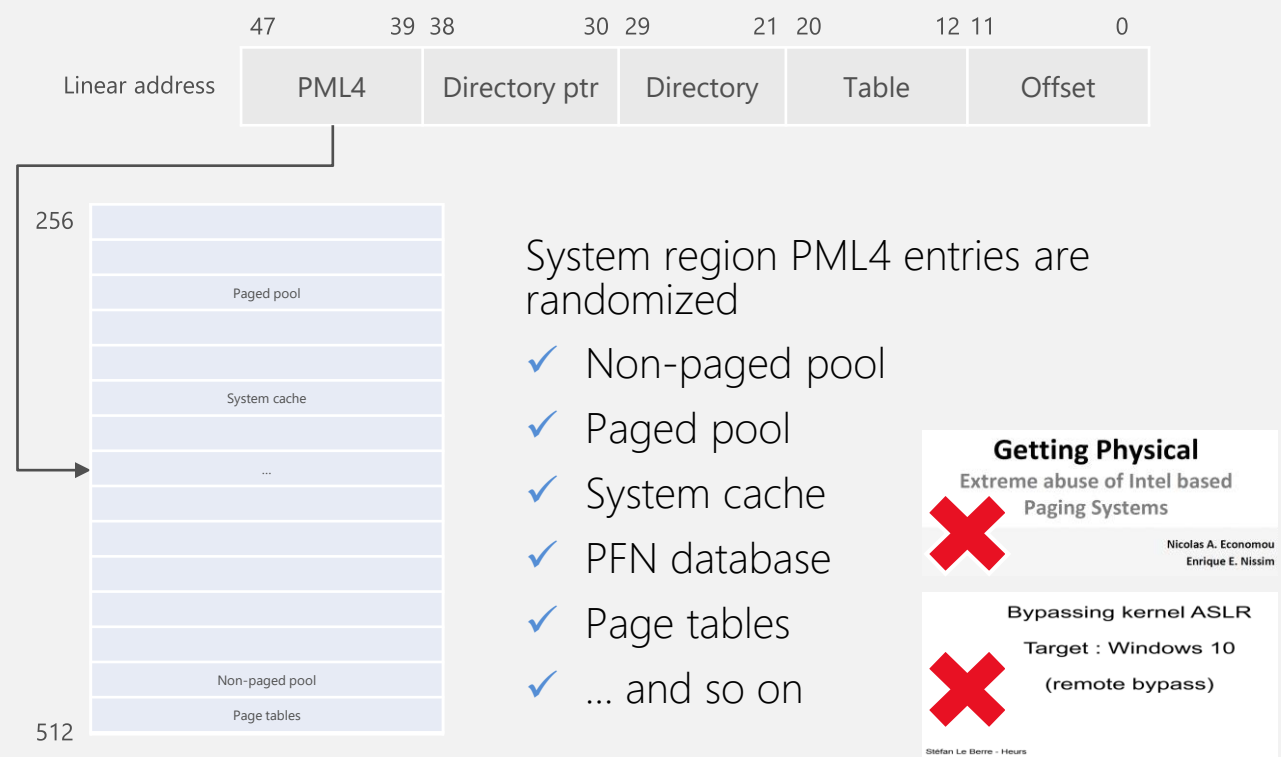 47 39 38 30 29 21 20 12 11 0
Linear address PML4 Directory ptr Directory Table Offset
256
Paged pool
System cache
...
Non-paged pool
Page tables
512
System region PML4 entries are
randomized
✓ Non-paged pool
✓ Paged pool
✓ System cache
✓ PFN database
✓ Page tables
✓ ... and so on
Getting Physical
Extreme abuse of Intel based
Paging Systems
Nicolas A. Economou
Enrique E. Nissim
Bypassing kernel ASLR
Target : Windows 10
(remote bypass)
Stéfan Le Berre - Heurs